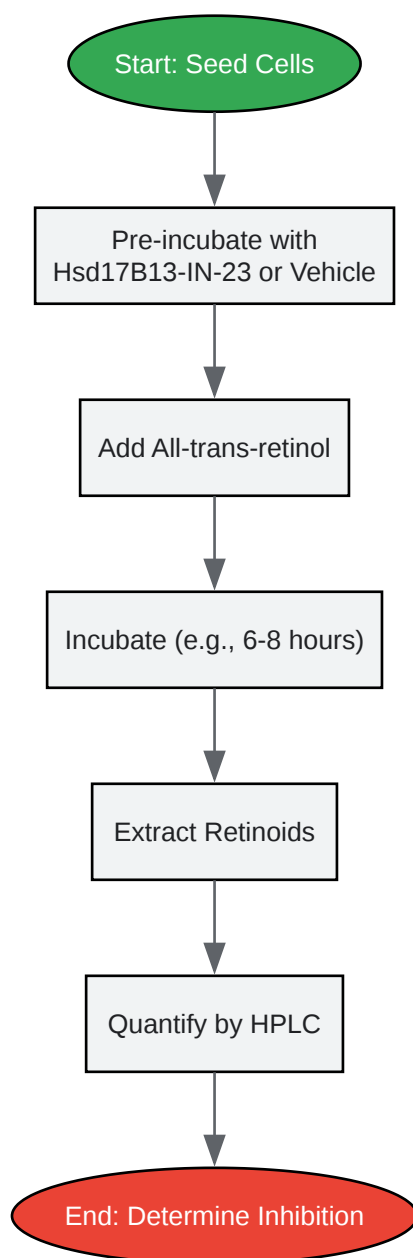 Start: Seed Cells
Pre-incubate with
Hsd17B13-IN-23 or Vehicle
Add All-trans-retinol
Incubate (e.g., 6-8 hours)
Extract Retinoids
Quantify by HPLC
End: Determine Inhibition